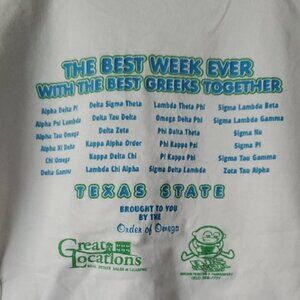 THE BEST WEEK EVER
WITH THE BEST GREEKS TOGETHER
Alpha Delta Pi
Alpha Psi Lambda
Alpha Tau Omega
Alpha Xi Delta
Chi Omega
Delta Gamma
Delta Sigma Theta
Delta Tau Delta
Delta Zeta
Kappa Alpha Order
Kappa Delta Chi
Lambda Chi Alpha
Lambda Theta Phi
Omega Delta Phi
Phi Delta Theta
Phi Kappa Psi
Pi Kappa Phi
Sigma Delta Lambda
Sigma Lambda Beta
Sigma Lambda Gamma
Sigma Nu
Sigma Pi
Sigma Tau Gamma
Zeta Tau Alpha
TEXAS STATE
BROUGHT TO YOU
BY THE
Order of Omega
Great
Locations
REAL ESTATE SALES & LEASING